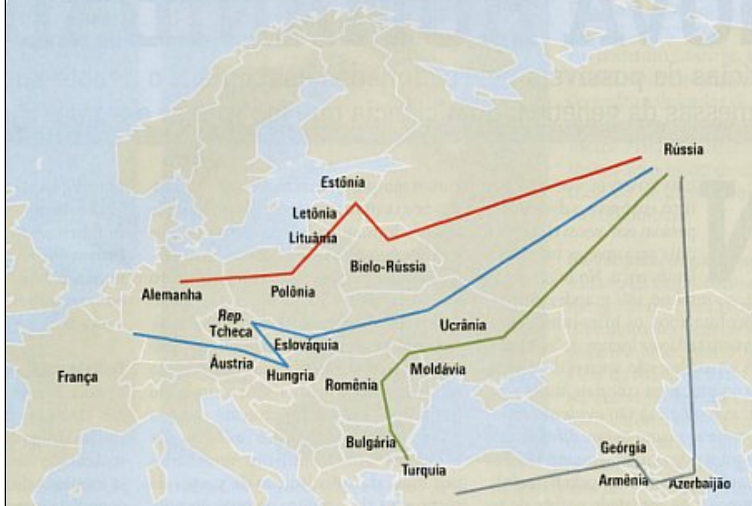 Rússia
Estônia
Letônia
Lituânia
Bielo-Rússia
Alemanha
Polônia
Rep.
Tcheca
Eslováquia
Ucrânia
Áustria
Hungria
França
Moldávia
Romênia
Bulgária
Turquia
Geórgia
Armênia
Azerbaijão